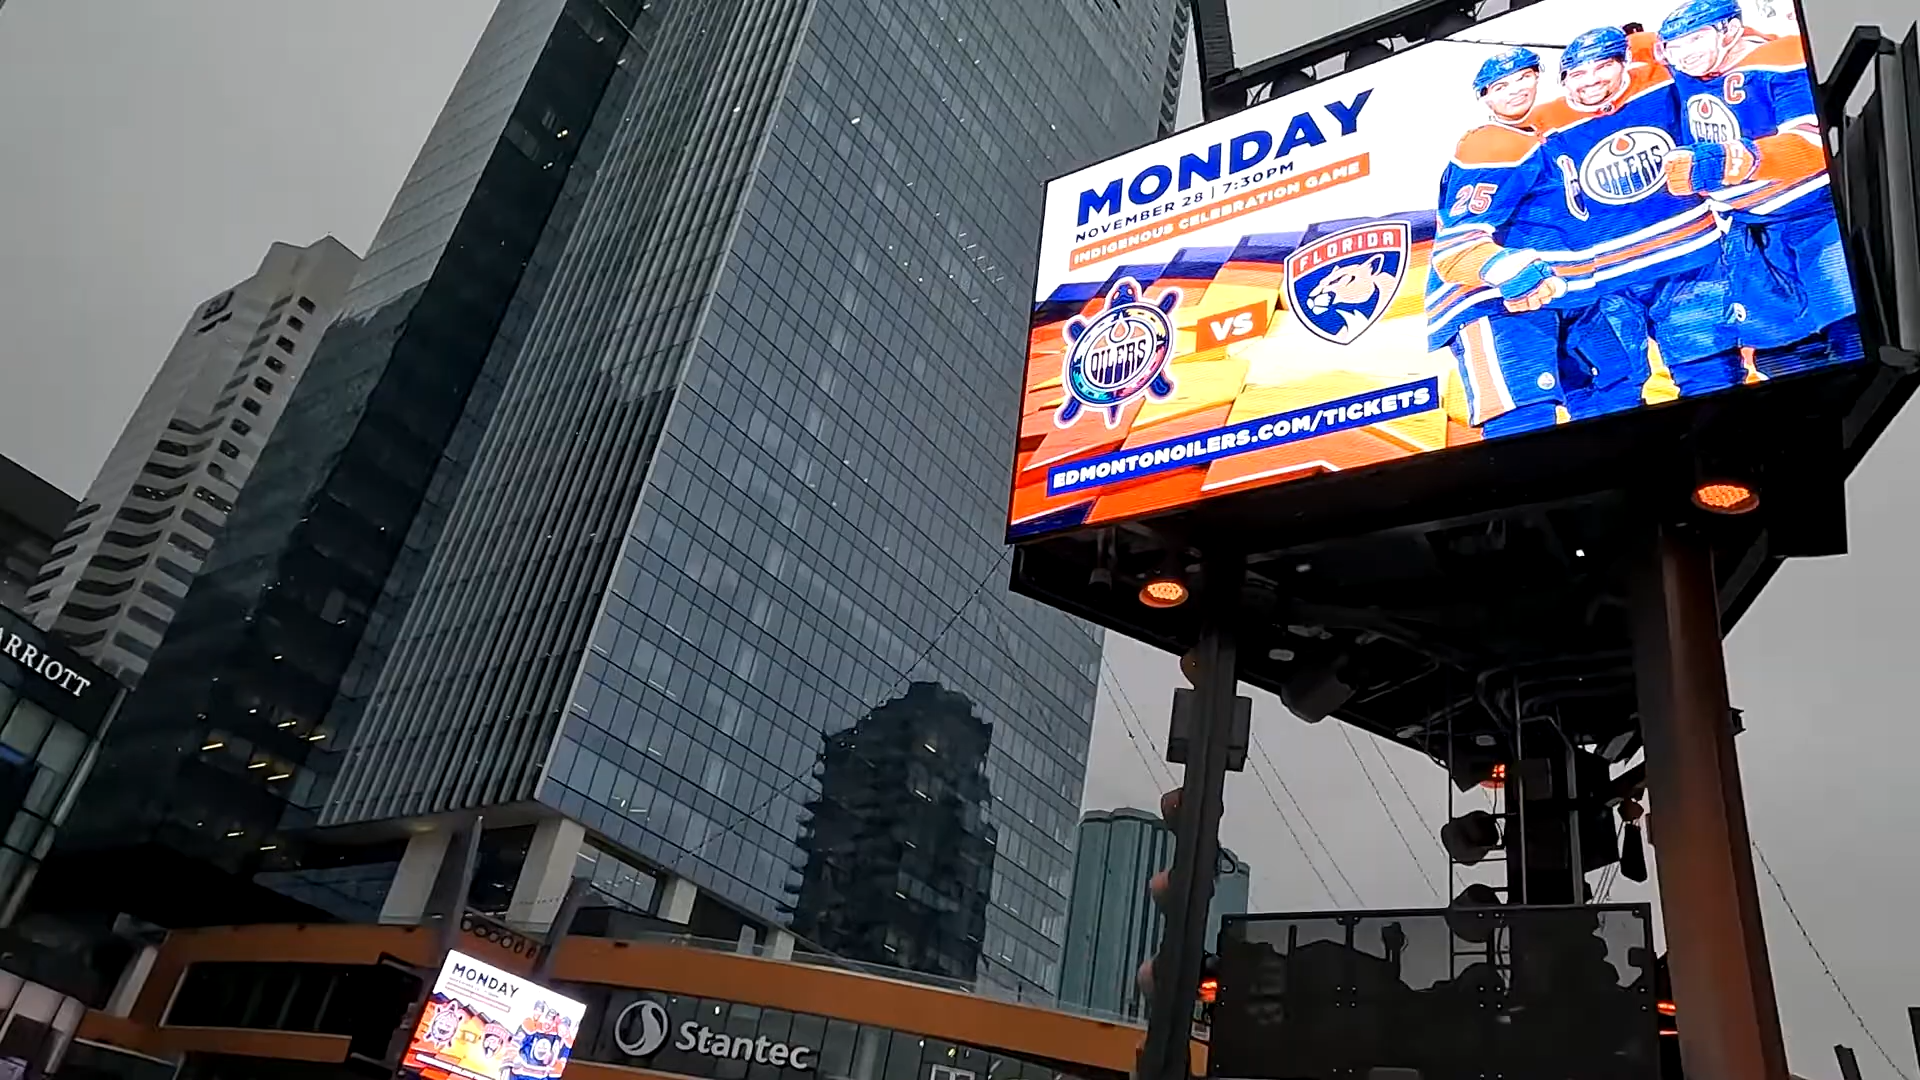 MONDAY
NOVEMBER 28 | 7:30PM
INDIGENOUS CELEBRATION GAME
FLORIDA
OILERS
VS
EDMONTONOILERS.COM/TICKETS
25
OILERS
C
OILERS
ARRIOTT
MONDAY
Stantec